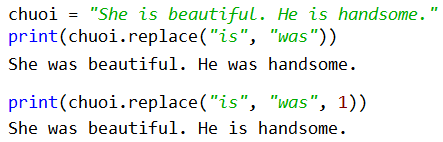 chuoi = "She is beautiful. He is handsome."
print(chuoi.replace("is", "was"))
She was beautiful. He was handsome.
print(chuoi.replace("is", "was", 1))
She was beautiful. He is handsome.